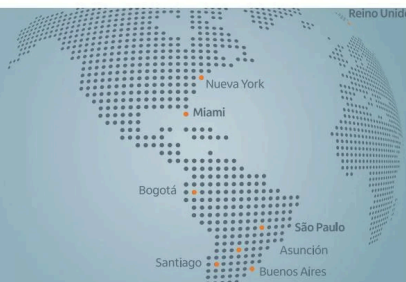 Reino Unido
Nueva York
Miami
Bogotá
São Paulo
Asunción
Santiago
Buenos Aires